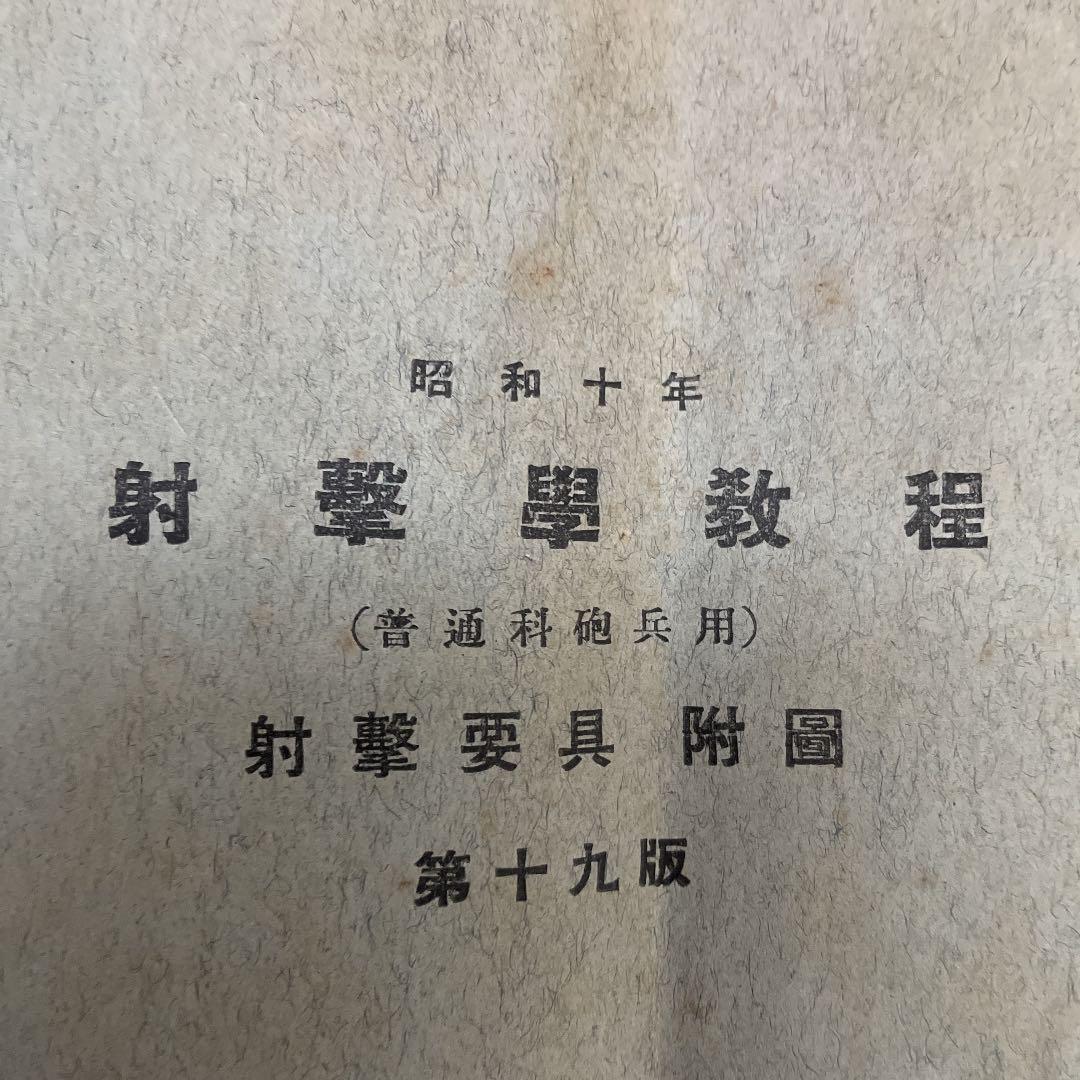 昭和十年
射擊學敎程
(普通科砲兵用)
射擊要具附圖
第十九版